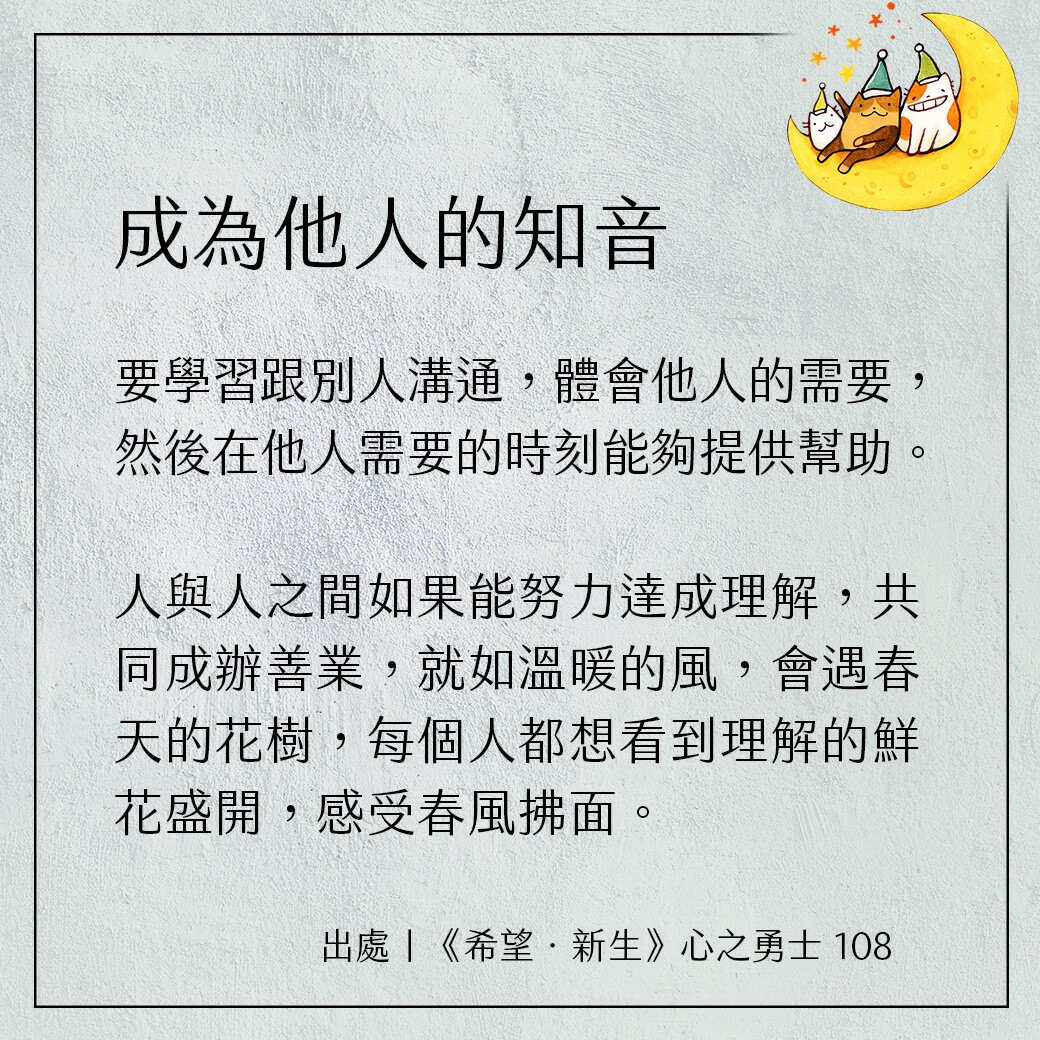 成為他人的知音
要學習跟別人溝通，體會他人的需要，
然後在他人需要的時刻能夠提供幫助。
人與人之間如果能努力達成理解，共
同成辦善業，就如溫暖的風，會遇春
天的花樹，每個人都想看到理解的鮮
花盛開，感受春風拂面。
出處｜《希望．新生》心之勇士 108